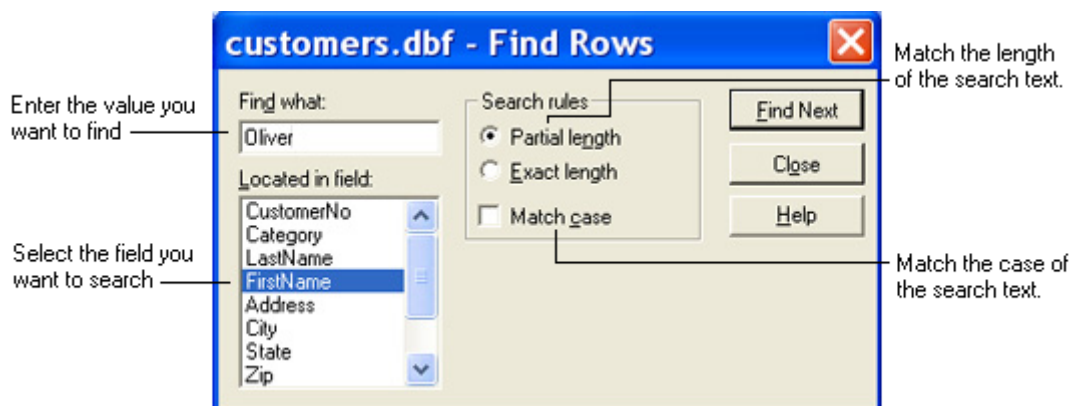 customers.dbf - Find Rows
Match the length
of the search text.
Enter the value you
want to find
Find what:
Oliver
Search rules
Partial length
Exact length
Match case
Find Next
Close
Help
Located in field:
CustomerNo
Category
LastName
FirstName
Address
City
State
Zip
Select the field you
want to search
Match the case of
the search text.